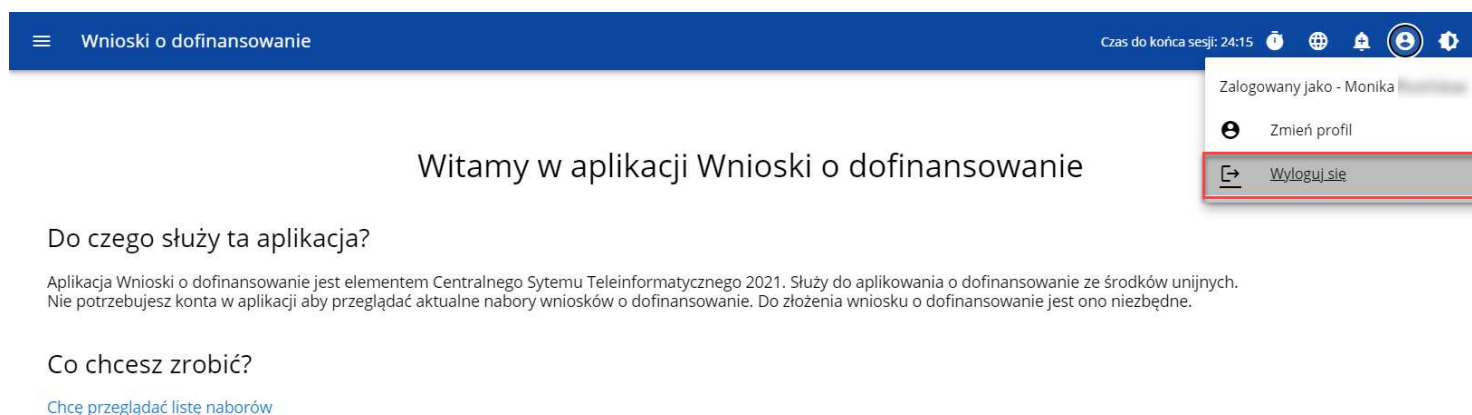 Wnioski o dofinansowanie
Czas do końca sesji: 24:15
Zalogowany jako - Monika
Zmień profil
Wyloguj się
Witamy w aplikacji Wnioski o dofinansowanie
Do czego służy ta aplikacja?
Aplikacja Wnioski o dofinansowanie jest elementem Centralnego Sytemu Teleinformatycznego 2021. Służy do aplikowania o dofinansowanie ze środków unijnych.
Nie potrzebujesz konta w aplikacji aby przeglądać aktualne nabory wniosków o dofinansowanie. Do złożenia wniosku o dofinansowanie jest ono niezbędne.
Co chcesz zrobić?
Chcę przeglądać listę naborów